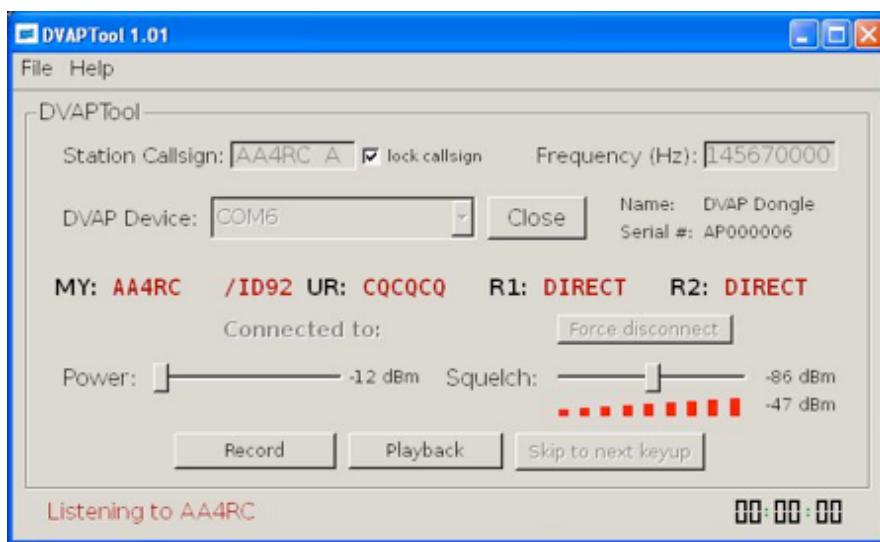 DVAPTool 1.01
File Help
DVAPTool
Station Callsign: AA4RC A lock callsign Frequency (Hz): 145670000
DVAP Device: COM6 Close Name: DVAP Dongle
Serial #: AP000006
MY: AA4RC /ID92 UR: CQCQCQ R1: DIRECT R2: DIRECT
Connected to: Force disconnect
Power: -12 dBm Squelch: -86 dBm
-47 dBm
Record Playback Skip to next keyup
Listening to AA4RC 00:00:00